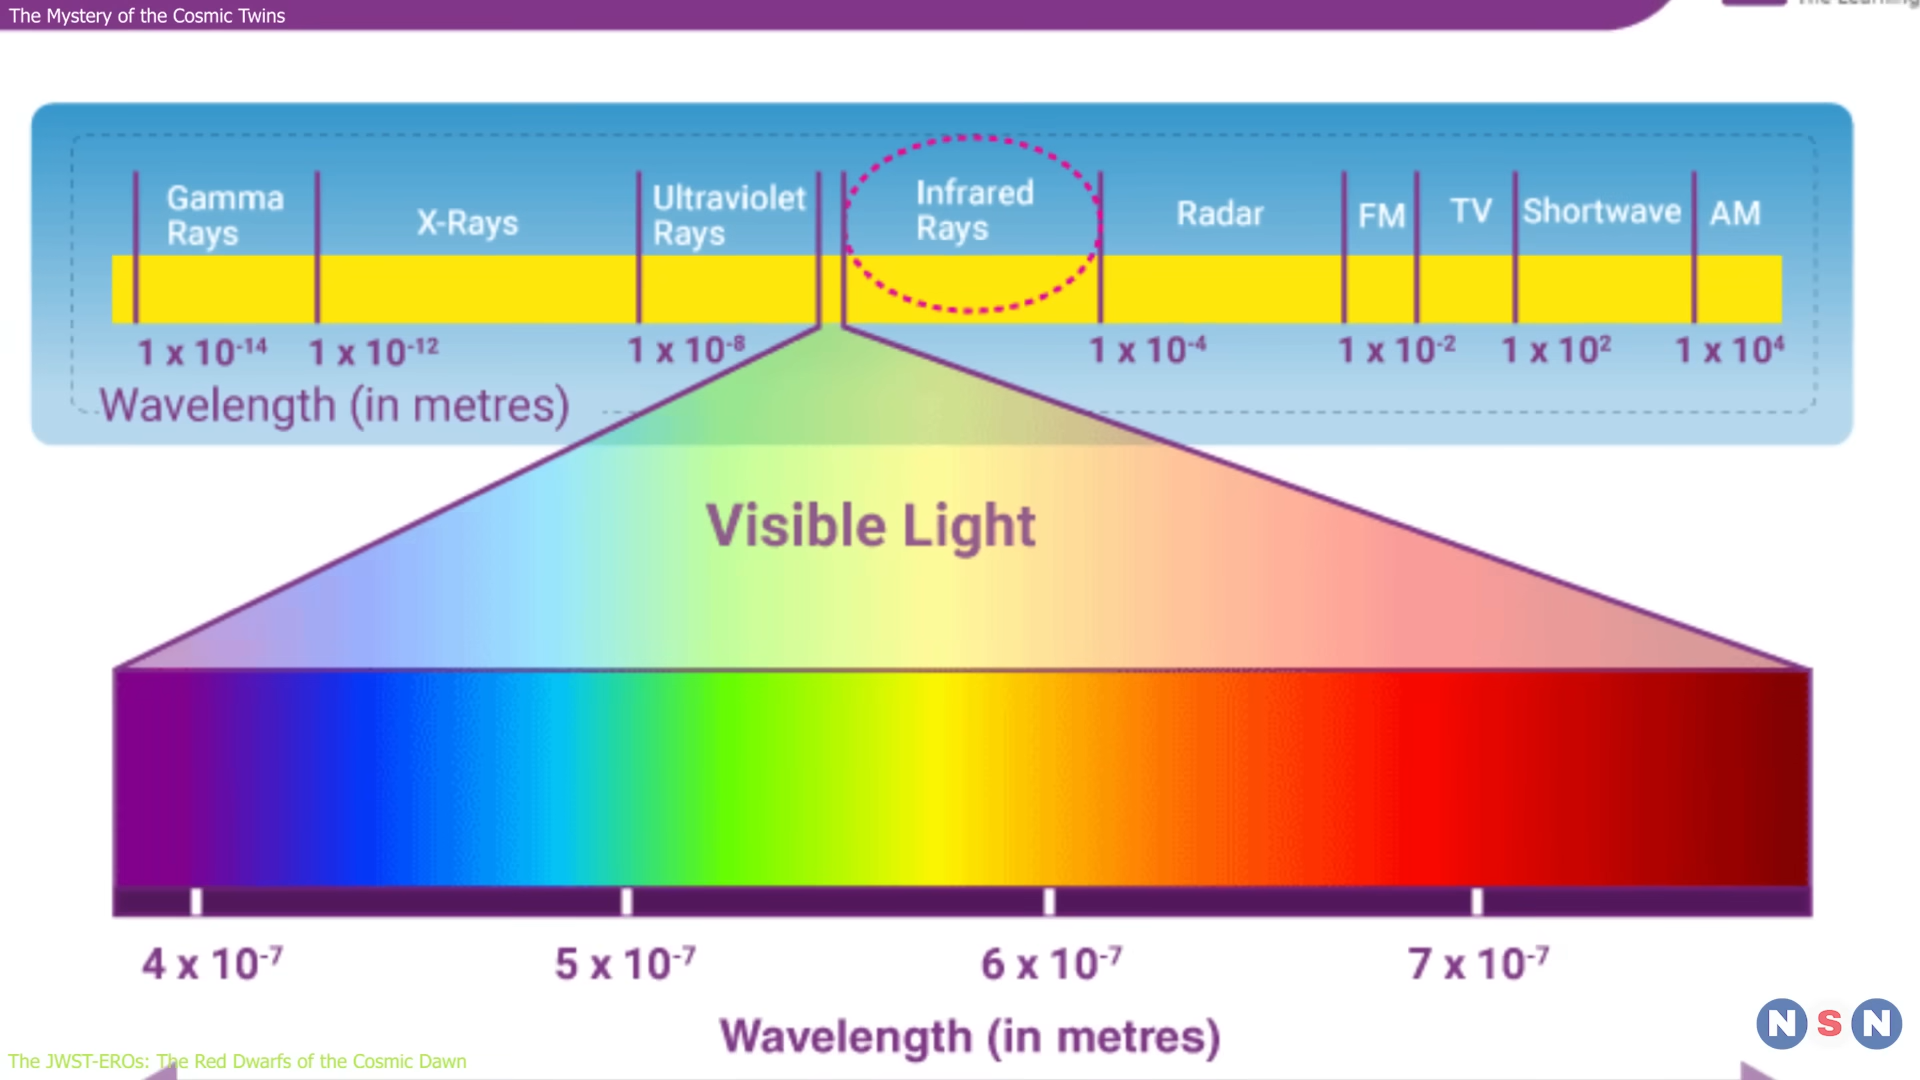 The Mystery of the Cosmic Twins
The Learning
Gamma
Rays
X-Rays
Ultraviolet
Rays
Infrared
Rays
Radar
FM
TV
Shortwave
AM
1 x 10⁻¹⁴
1 x 10⁻¹²
1 x 10⁻⁸
1 x 10⁻⁴
1 x 10⁻²
1 x 10²
1 x 10⁴
Wavelength (in metres)
Visible Light
4 x 10⁻⁷
5 x 10⁻⁷
6 x 10⁻⁷
7 x 10⁻⁷
Wavelength (in metres)
N S N
The JWST-EROs: The Red Dwarfs of the Cosmic Dawn